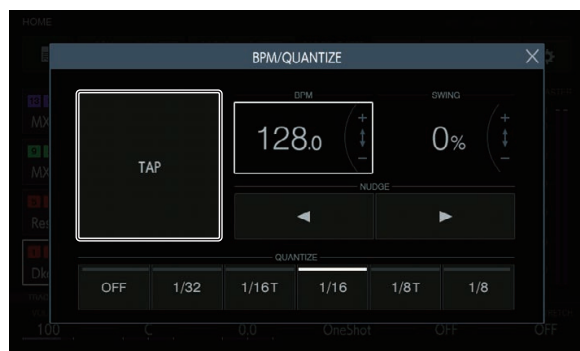 HOME
BPM/QUANTIZE
BPM
SWING
TAP
128.0
+
-
0%
+
-
NUDGE
QUANTIZE
OFF
1/32
1/16T
1/16
1/8T
1/8
MX
MX
Re
Dk
100
C
0.0
OneShot
OFF
OFF